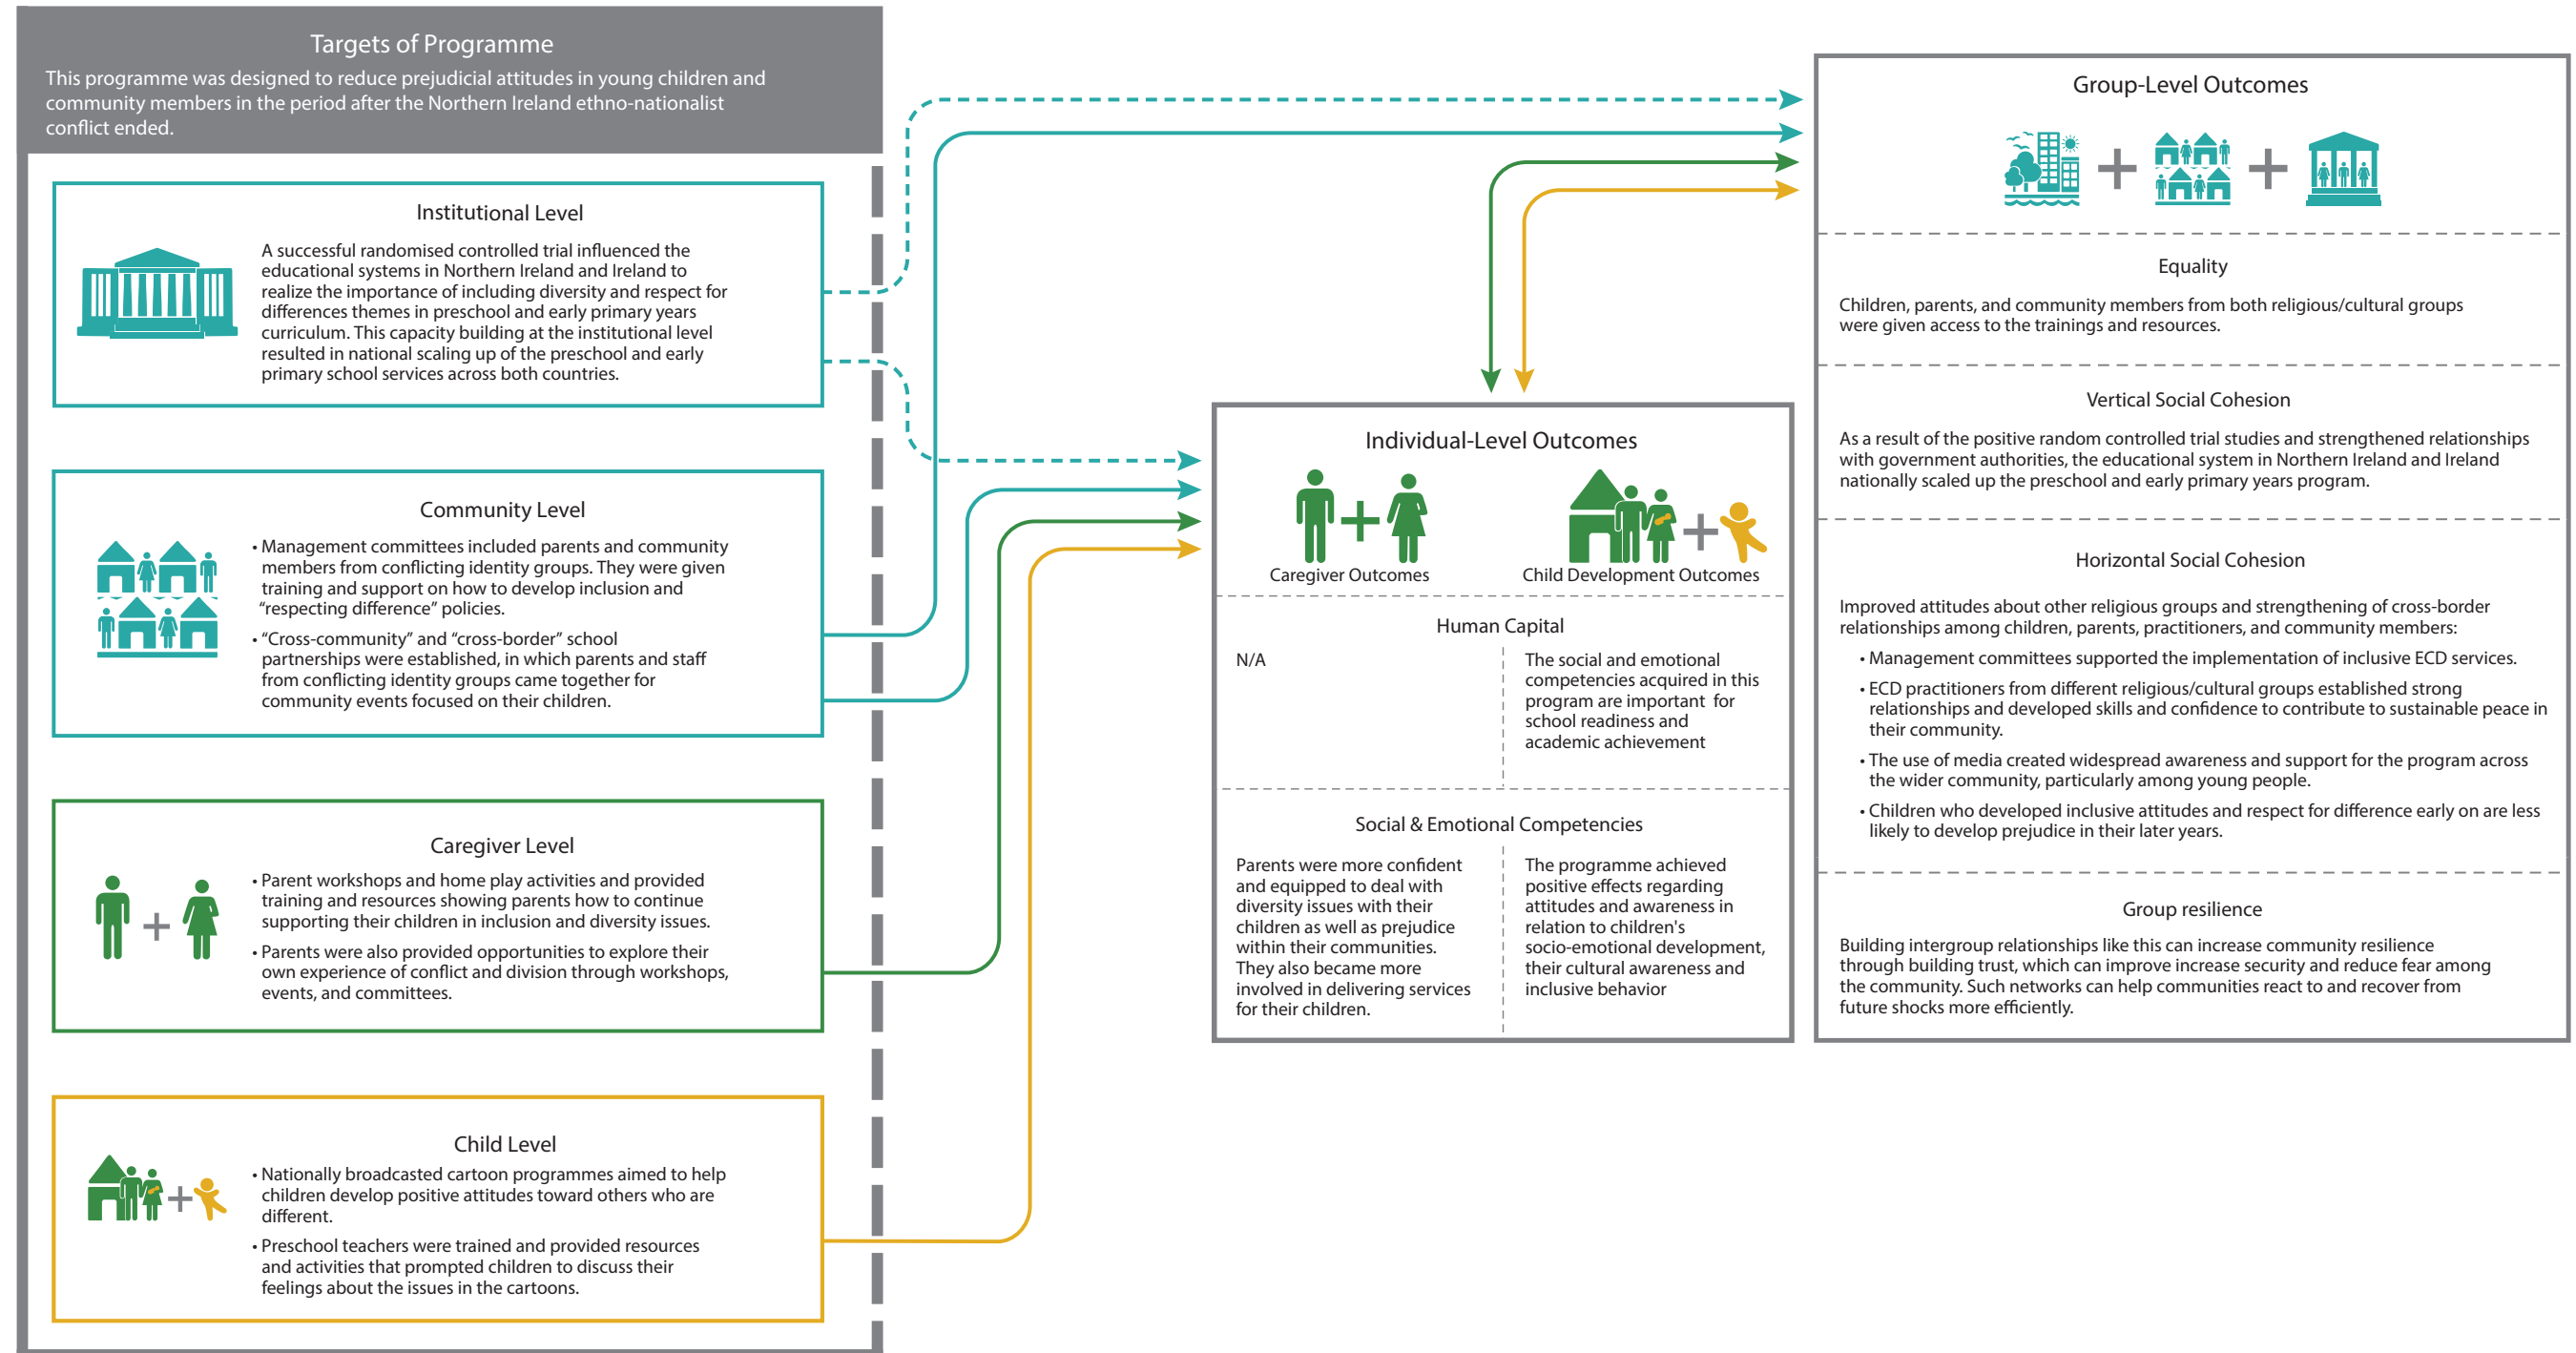 Targets of Programme
This programme was designed to reduce prejudicial attitudes in young children and
community members in the period after the Northern Ireland ethno-nationalist
conflict ended.
Institutional Level
A successful randomised controlled trial influenced the
educational systems in Northern Ireland and Ireland to
realize the importance of including diversity and respect for
differences themes in preschool and early primary years
curriculum. This capacity building at the institutional level
resulted in national scaling up of the preschool and early
primary school services across both countries.
Community Level
• Management committees included parents and community
members from conflicting identity groups. They were given
training and support on how to develop inclusion and
“respecting difference” policies.
• “Cross-community” and “cross-border” school
partnerships were established, in which parents and staff
from conflicting identity groups came together for
community events focused on their children.
Caregiver Level
• Parent workshops and home play activities and provided
training and resources showing parents how to continue
supporting their children in inclusion and diversity issues.
• Parents were also provided opportunities to explore their
own experience of conflict and division through workshops,
events, and committees.
Child Level
• Nationally broadcasted cartoon programmes aimed to help
children develop positive attitudes toward others who are
different.
• Preschool teachers were trained and provided resources
and activities that prompted children to discuss their
feelings about the issues in the cartoons.
Individual-Level Outcomes
Caregiver Outcomes
Child Development Outcomes
Human Capital
N/A
The social and emotional
competencies acquired in this
program are important for
school readiness and
academic achievement
Social & Emotional Competencies
Parents were more confident
and equipped to deal with
diversity issues with their
children as well as prejudice
within their communities.
They also became more
involved in delivering services
for their children.
The programme achieved
positive effects regarding
attitudes and awareness in
relation to children's
socio-emotional development,
their cultural awareness and
inclusive behavior
Group-Level Outcomes
Equality
Children, parents, and community members from both religious/cultural groups
were given access to the trainings and resources.
Vertical Social Cohesion
As a result of the positive random controlled trial studies and strengthened relationships
with government authorities, the educational system in Northern Ireland and Ireland
nationally scaled up the preschool and early primary years program.
Horizontal Social Cohesion
Improved attitudes about other religious groups and strengthening of cross-border
relationships among children, parents, practitioners, and community members:
• Management committees supported the implementation of inclusive ECD services.
• ECD practitioners from different religious/cultural groups established strong
relationships and developed skills and confidence to contribute to sustainable peace in
their community.
• The use of media created widespread awareness and support for the program across
the wider community, particularly among young people.
• Children who developed inclusive attitudes and respect for difference early on are less
likely to develop prejudice in their later years.
Group resilience
Building intergroup relationships like this can increase community resilience
through building trust, which can improve increase security and reduce fear among
the community. Such networks can help communities react to and recover from
future shocks more efficiently.